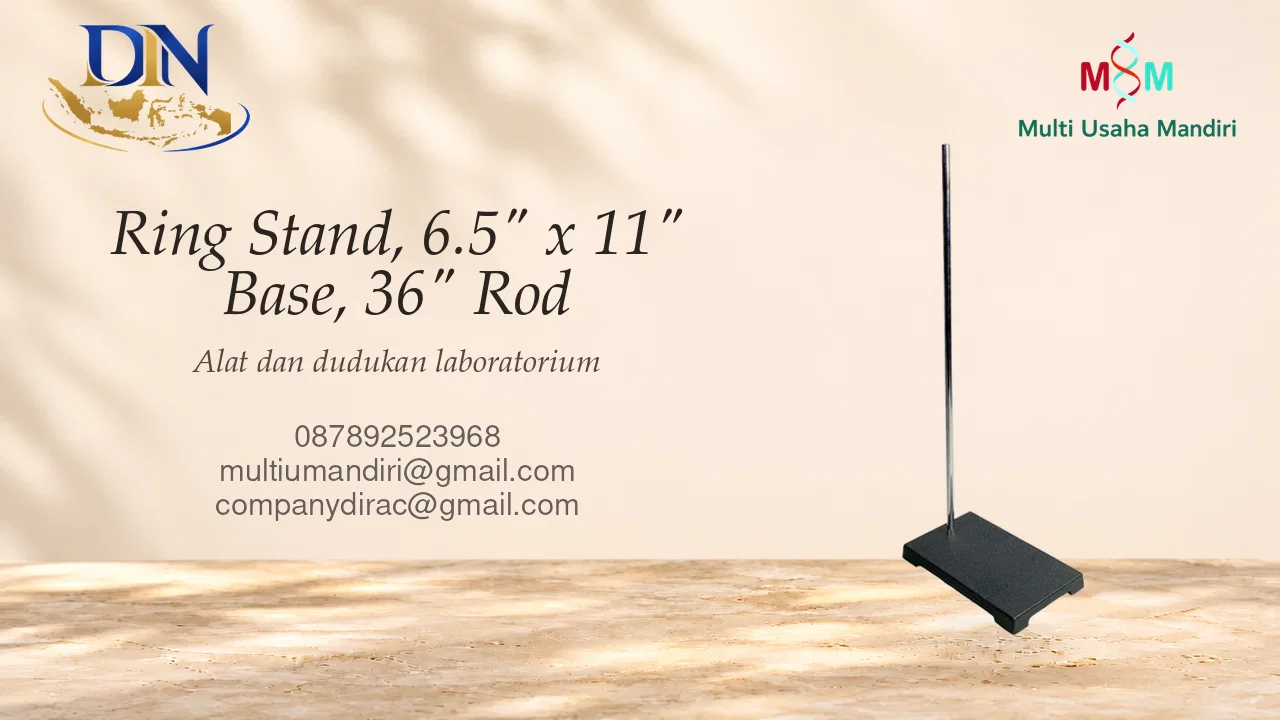 DIN
M M
Multi Usaha Mandiri
Ring Stand, 6.5" x 11"
Base, 36" Rod
Alat dan dudukan laboratorium
087892523968
multiumandiri@gmail.com
companydirac@gmail.com